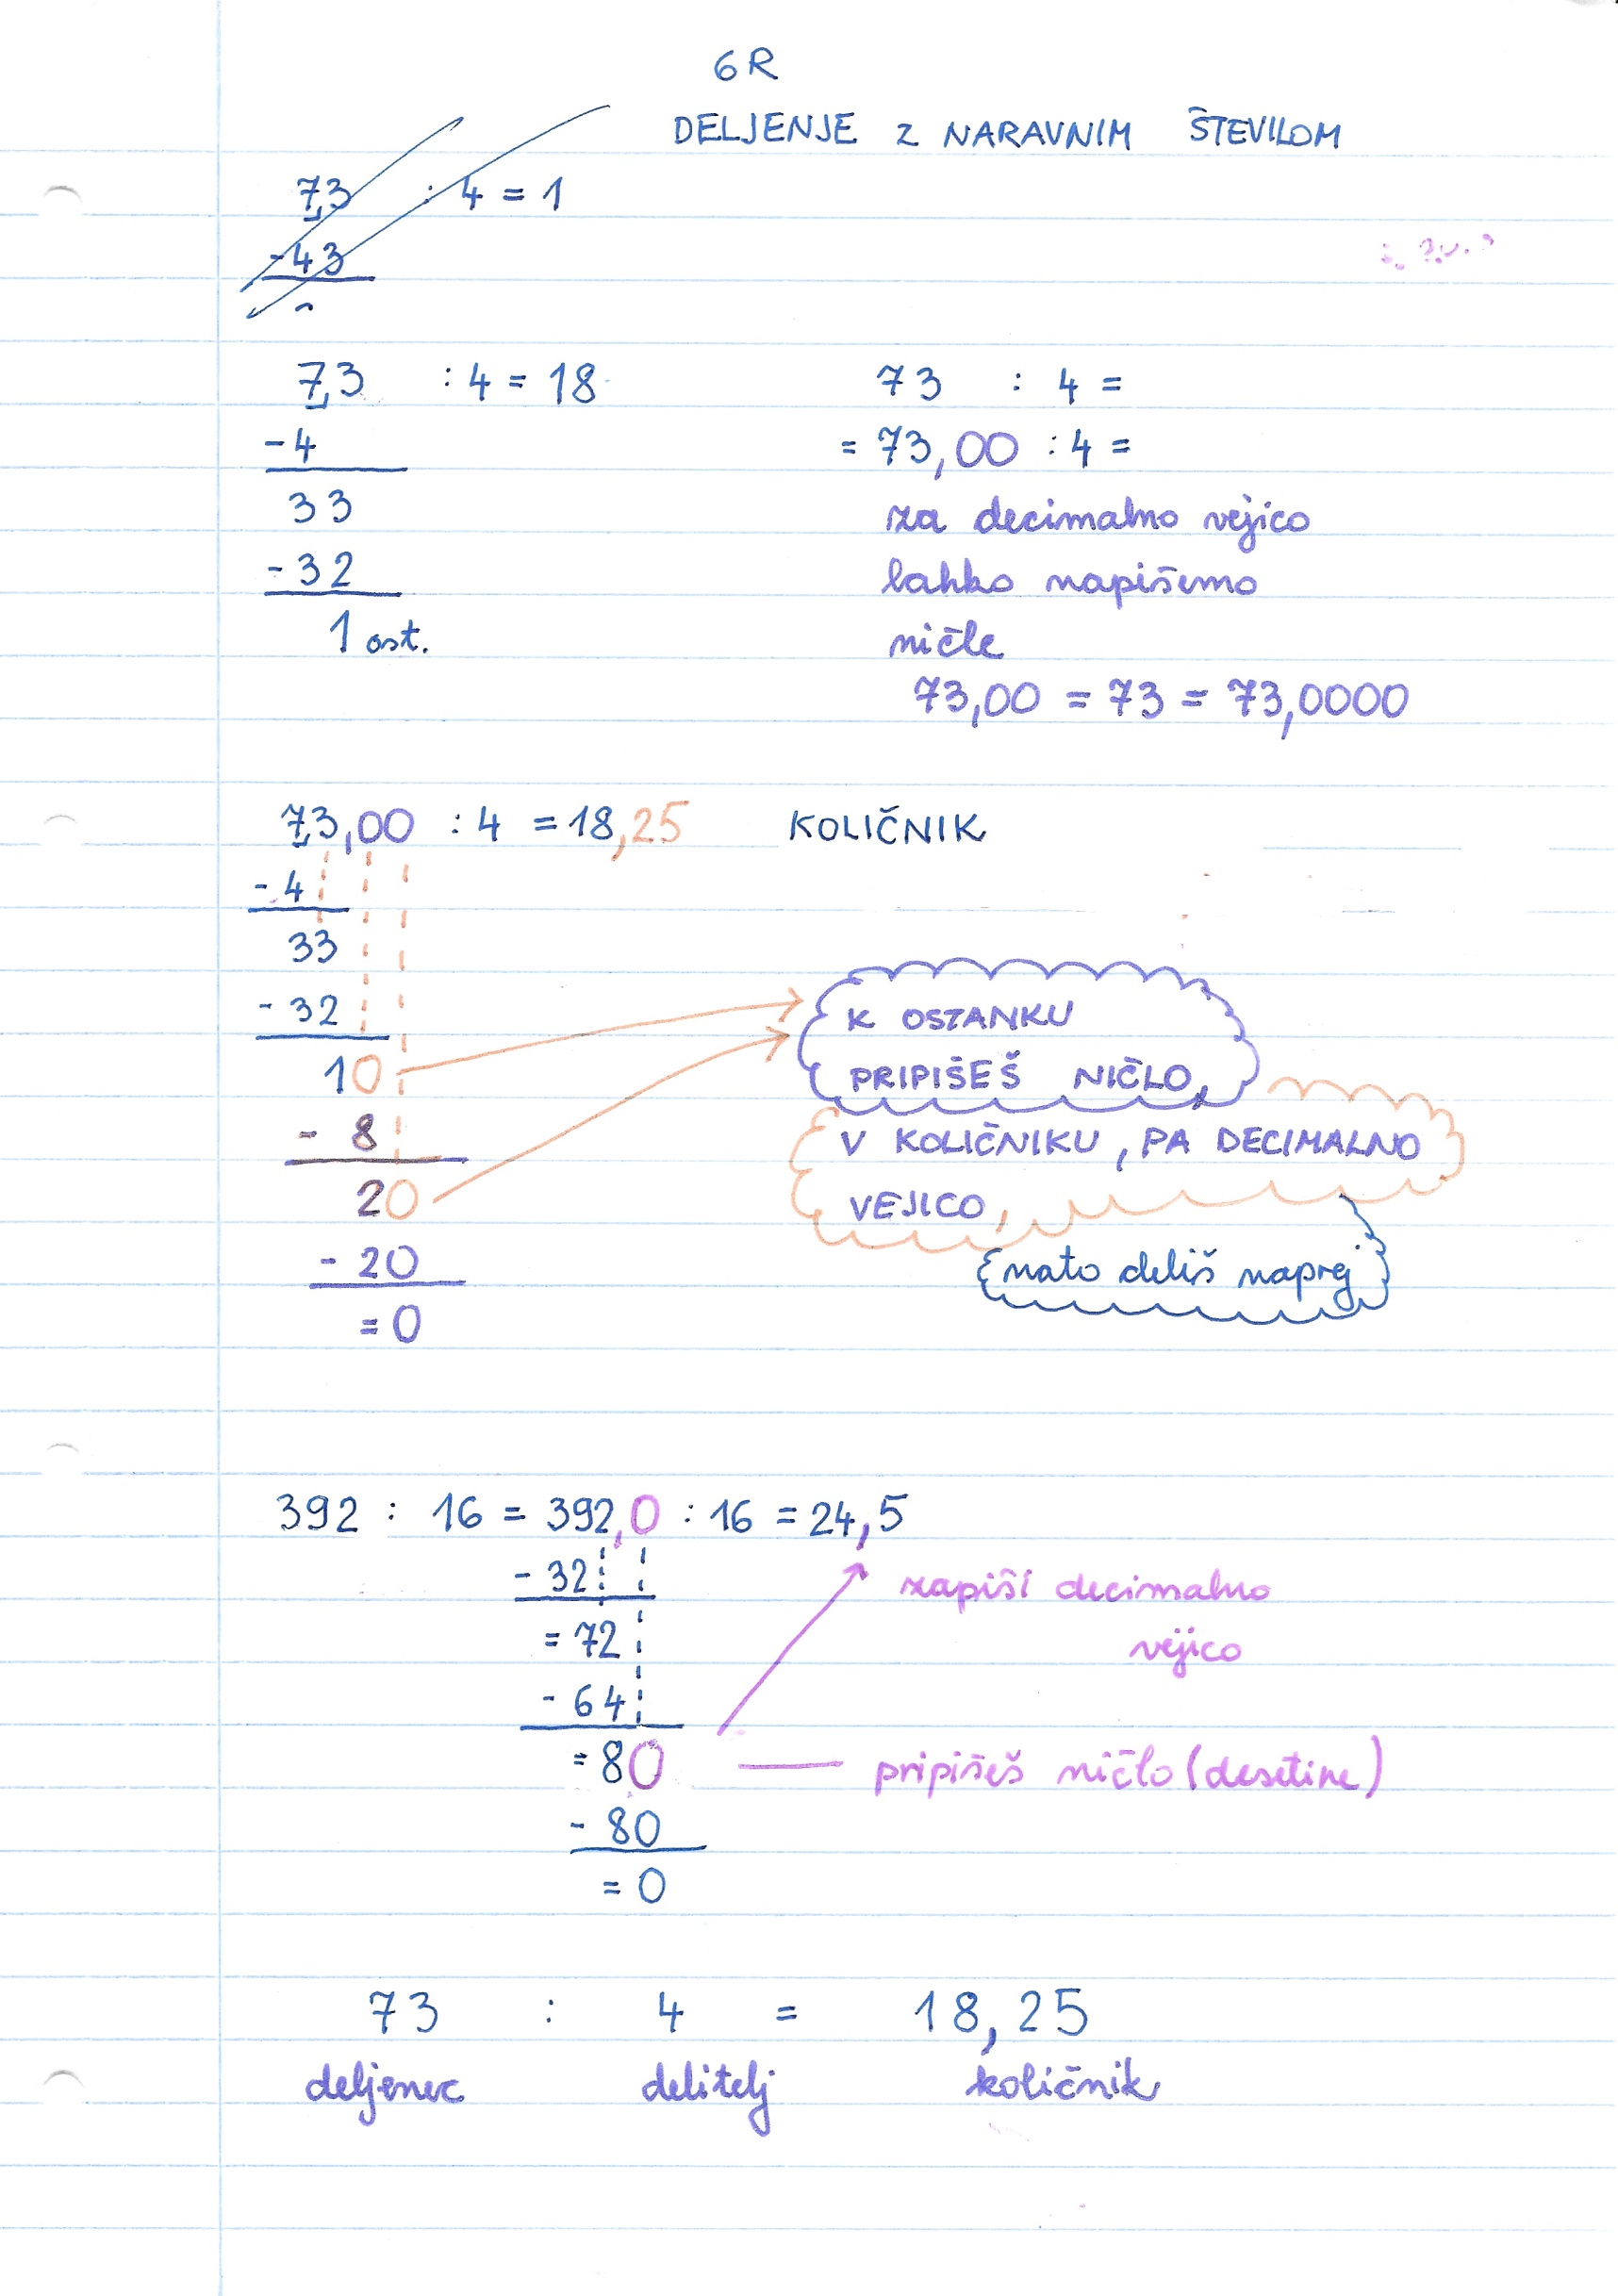 6R
DELJENJE Z NARAVNIM ŠTEVILOM
73 : 4 = 1
-43
73 : 4 = 18
-4
33
-32
1 ost.
73 : 4 =
= 73,00 : 4 =
za decimalno vejico
lahko napišemo
ničle
73,00 = 73 = 73,0000
73,00 : 4 = 18,25 KOLIČNIK
-4
33
-32
10
- 8
20
- 20
= 0
K OSTANKU
PRIPIŠEŠ NIČLO,
V KOLIČNIKU, PA DECIMALNO
VEJICO,
nato deliš naprej
392 : 16 = 392,0 : 16 = 24,5
- 32
= 72
- 64
= 80
- 80
= 0
zapiši decimalno
vejico
pripišeš ničlo (desetine)
73 : 4 = 18,25
deljenec delitelj količnik